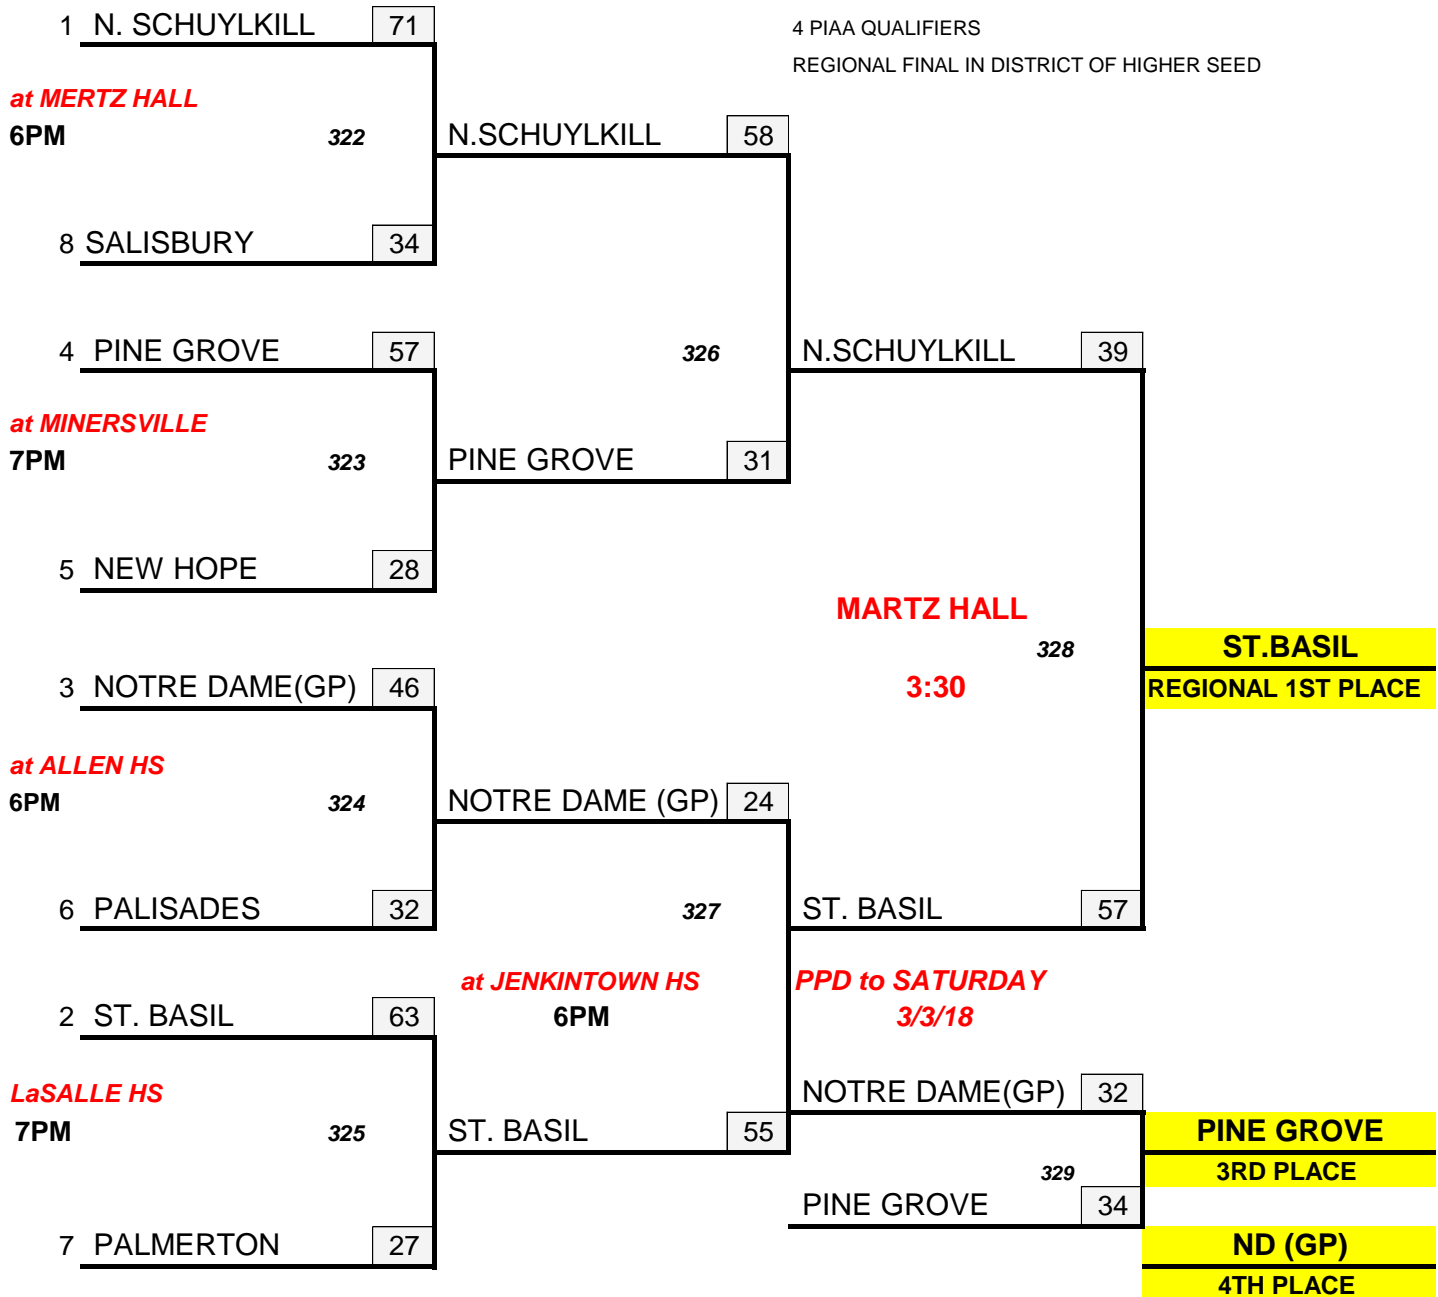 1 N. SCHUYLKILL 71
4 PIAA QUALIFIERS
REGIONAL FINAL IN DISTRICT OF HIGHER SEED
at MERTZ HALL
6PM 322 N.SCHUYLKILL 58
8 SALISBURY 34
4 PINE GROVE 57 326 N.SCHUYLKILL 39
at MINERSVILLE
7PM 323 PINE GROVE 31
5 NEW HOPE 28
MARTZ HALL
328 ST.BASIL
3 NOTRE DAME(GP) 46 3:30 REGIONAL 1ST PLACE
at ALLEN HS
6PM 324 NOTRE DAME (GP) 24
6 PALISADES 32 327 ST. BASIL 57
at JENKINTOWN HS PPD to SATURDAY
2 ST. BASIL 63 6PM 3/3/18
LaSALLE HS NOTRE DAME(GP) 32
7PM 325 ST. BASIL 55 PINE GROVE
329 3RD PLACE
PINE GROVE 34
7 PALMERTON 27 ND (GP)
4TH PLACE